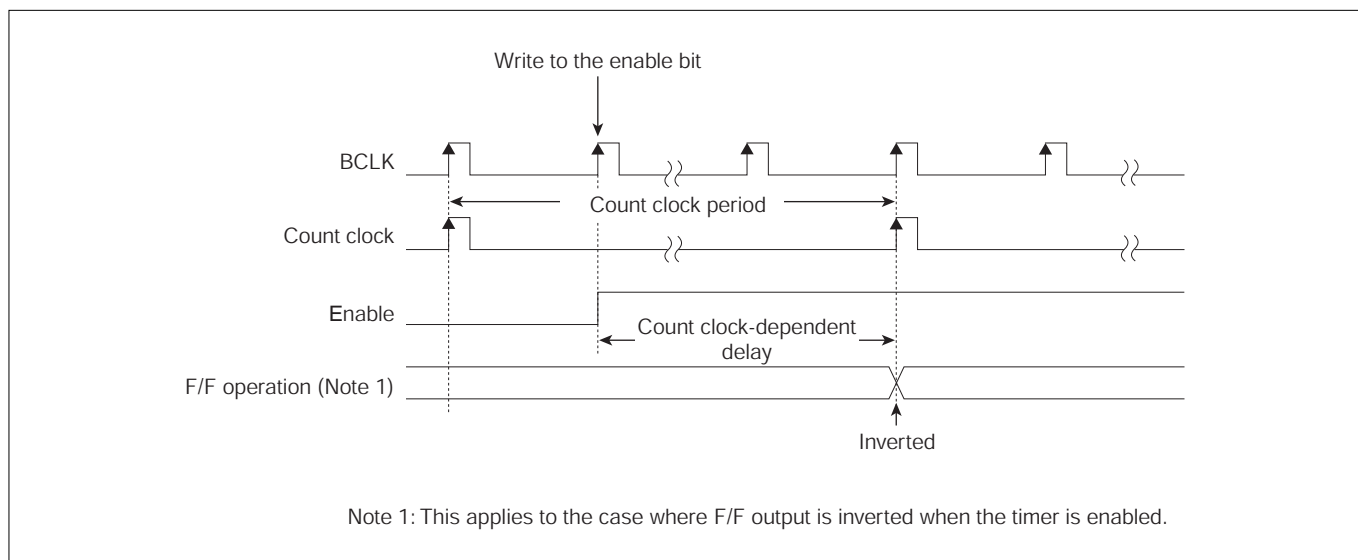 Write to the enable bit
BCLK
Count clock period
Count clock
Enable
Count clock-dependent
delay
F/F operation (Note 1)
Inverted
Note 1: This applies to the case where F/F output is inverted when the timer is enabled.